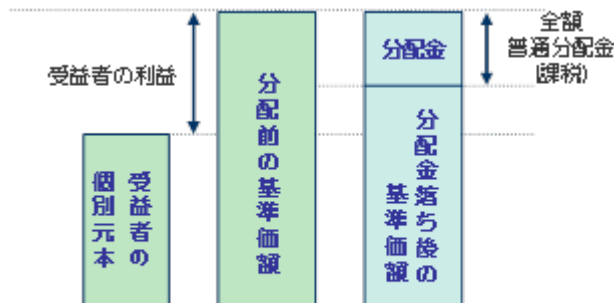 全額
普通分配金
(課税)
分配金
受益者の利益
分配前の基準価額
分配金落ち後の
基準価額
受益者の
個別元本